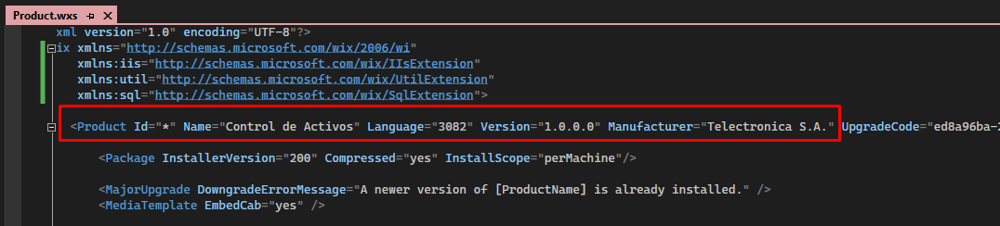 Product.wxs
xml version="1.0" encoding="UTF-8"?>
ix xmlns="http://schemas.microsoft.com/wix/2006/wi"
xmlns:iis="http://schemas.microsoft.com/wix/IIsExtension"
xmlns:util="http://schemas.microsoft.com/wix/UtilExtension"
xmlns:sql="http://schemas.microsoft.com/wix/SqlExtension">
<Product Id="*" Name="Control de Activos" Language="3082" Version="1.0.0.0" Manufacturer="Telectronica S.A." UpgradeCode="ed8a96ba-
<Package InstallerVersion="200" Compressed="yes" InstallScope="perMachine"/>
<MajorUpgrade DowngradeErrorMessage="A newer version of [ProductName] is already installed." />
<MediaTemplate EmbedCab="yes" />